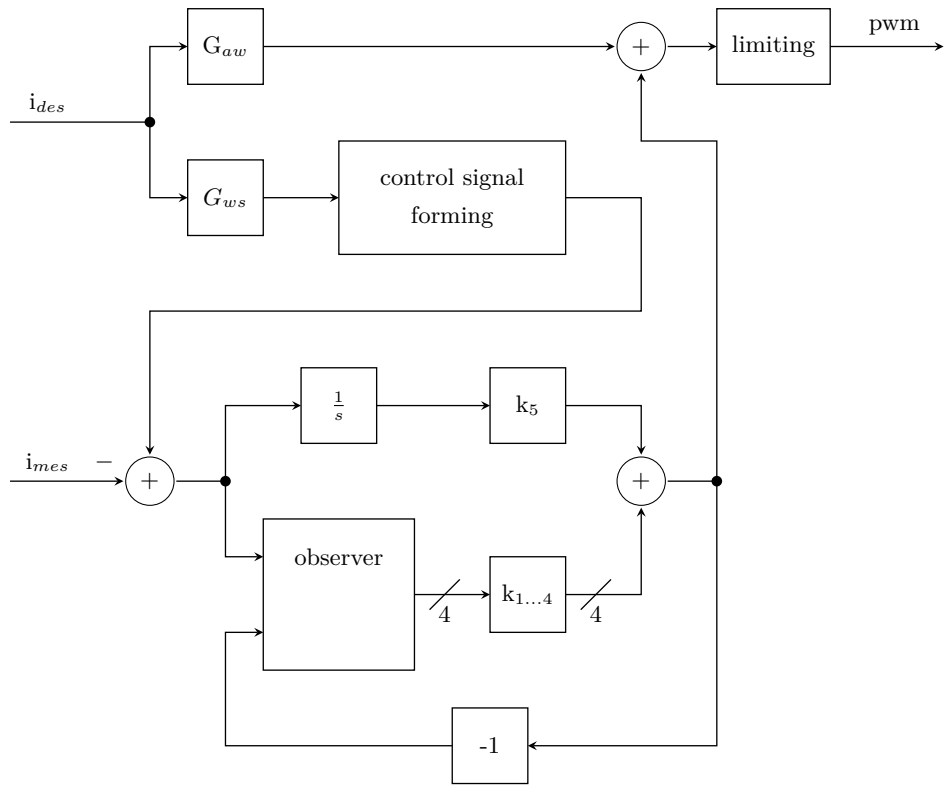 G_aw
+
limiting
pwm
i_des
G_ws
control signal
forming
1/s
k_5
i_mes
−
+
+
observer
4
k_1...4
4
-1